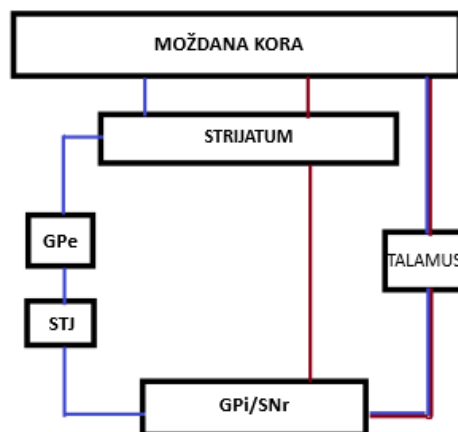 MOŽDANA KORA
STRIJATUM
GPe
TALAMUS
STJ
GPi/SNr